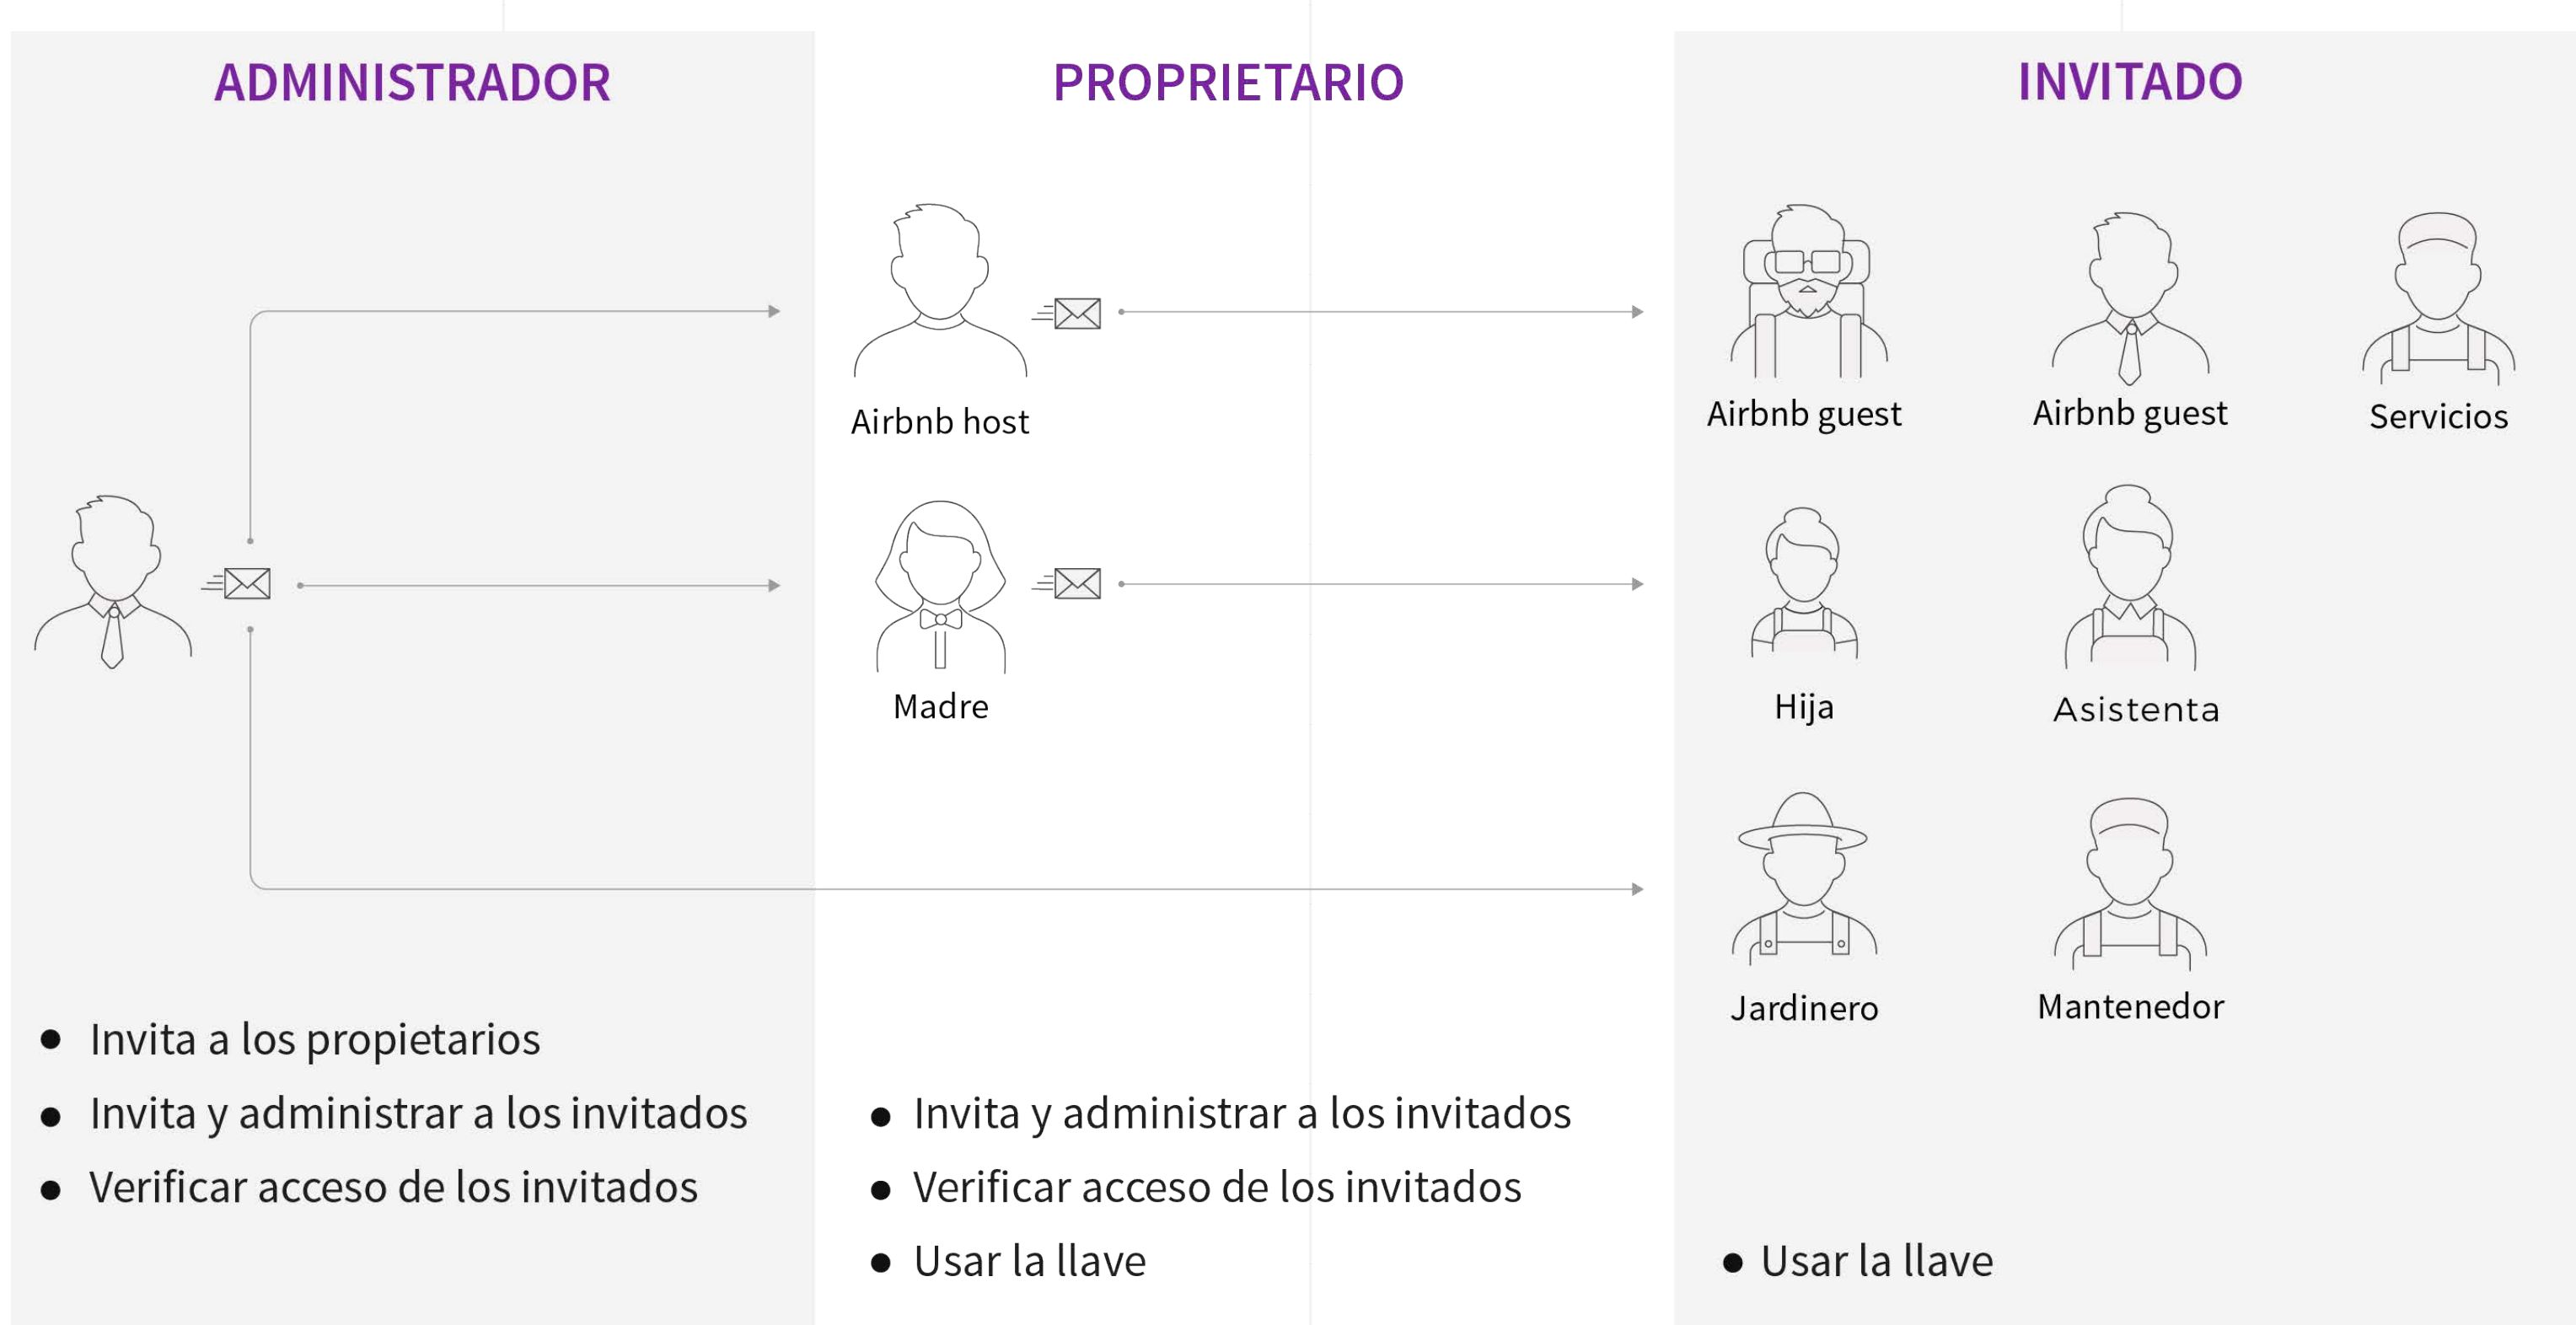 ADMINISTRADOR
PROPRIETARIO
INVITADO
Airbnb host
Airbnb guest
Airbnb guest
Servicios
Madre
Hija
Asistenta
Jardinero
Mantenedor
• Invita a los propietarios
• Invita y administrar a los invitados
• Verificar acceso de los invitados
• Invita y administrar a los invitados
• Verificar acceso de los invitados
• Usar la llave
• Usar la llave